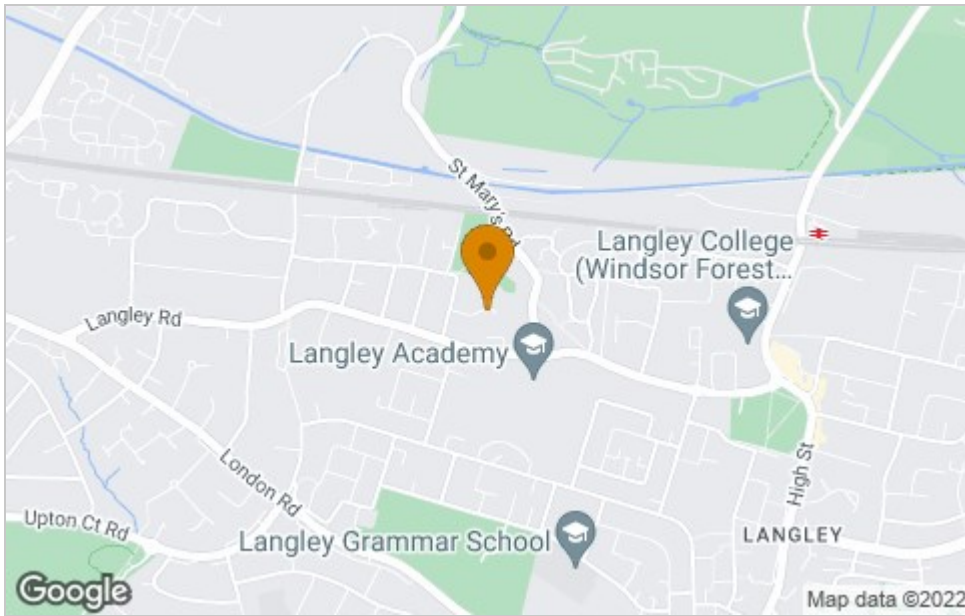 St Mary's Rd
Langley College
(Windsor Forest...
Langley Rd
Langley Academy
London Rd
High St
Upton Ct Rd
Langley Grammar School
LANGLEY
Google
Map data ©2022